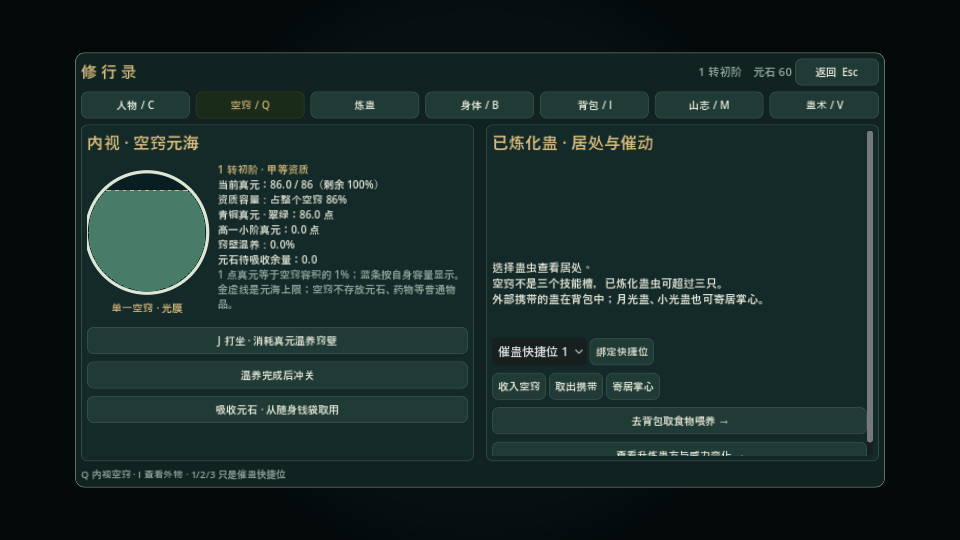 修行录
1 转初阶 元石 60 返回 Esc
人物 / C 空窍 / Q 炼蛊 身体 / B 背包 / I 山志 / M 蛊术 / V
内视 · 空窍元海
1 转初阶 · 甲等资质
当前真元：86.0 / 86（剩余 100%）
资质容量：占整个空窍 86%
青铜真元 · 翠绿：86.0 点
高一小阶真元：0.0 点
窍壁温养：0.0%
元石待吸收余量：0.0
1 点真元等于空窍容积的 1%；蓝条按自身容量显示。
金虚线是元海上限；空窍不存放元石、药物等普通物
品。
单一空窍 · 光膜
J 打坐 · 消耗真元温养窍壁
温养完成后冲关
吸收元石 · 从随身钱袋取用
已炼化蛊 · 居处与催动
选择蛊虫查看居处。
空窍不是三个技能槽，已炼化蛊虫可超过三只。
外部携带的蛊在背包中；月光蛊、小光蛊也可寄居掌心。
催蛊快捷位 1 绑定快捷位
收入空窍 取出携带 寄居掌心
去背包取食物喂养 →
查看升炼蛊方与威力变化 →
Q 内视空窍 · I 查看外物 · 1/2/3 只是催蛊快捷位